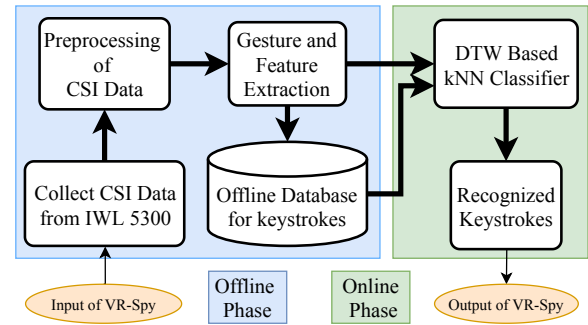 Preprocessing
of
CSI Data
Gesture and
Feature
Extraction
DTW Based
kNN Classifier
Collect CSI Data
from IWL 5300
Offline Database
for keystrokes
Recognized
Keystrokes
Input of VR-Spy
Offline
Phase
Online
Phase
Output of VR-Spy